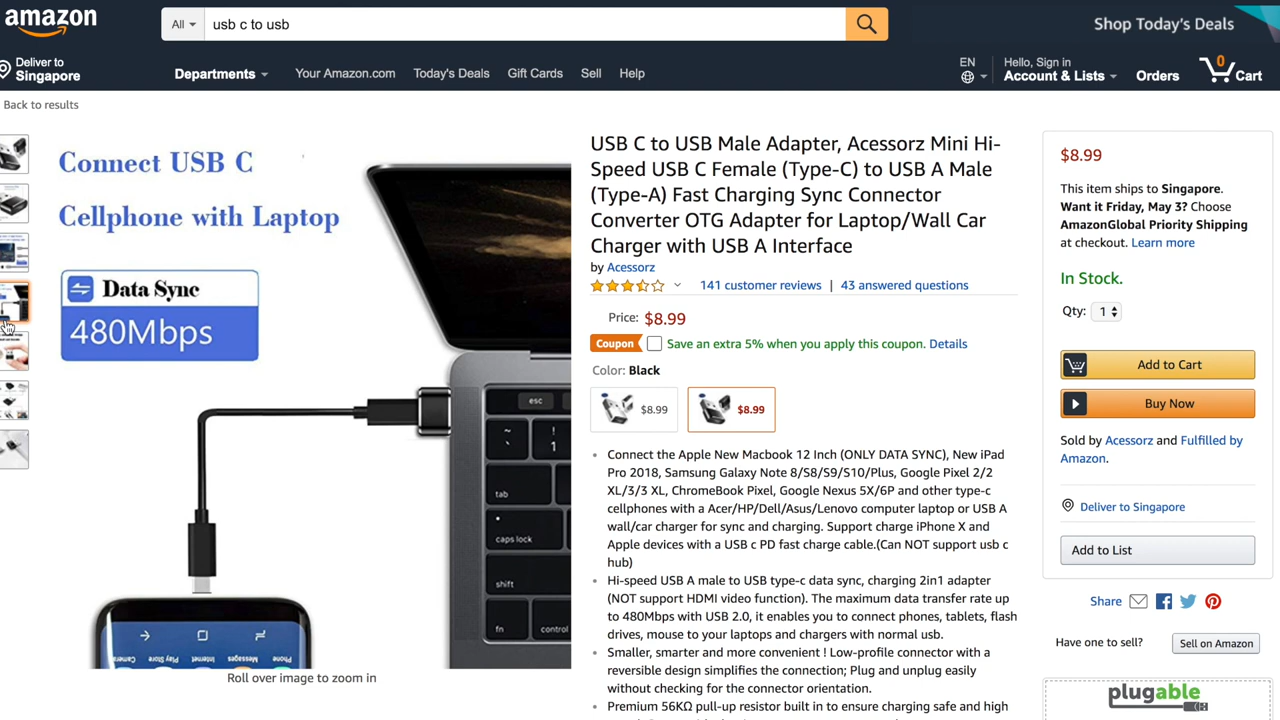 amazon
All
usb c to usb
Shop Today's Deals
Deliver to
Singapore
Departments
Your Amazon.com
Today's Deals
Gift Cards
Sell
Help
EN
Hello, Sign in
Account & Lists
Orders
0
Cart
Back to results
Connect USB C
Cellphone with Laptop
Data Sync
480Mbps
esc
~
`
!
1
tab
caps lock
shift
fn
control
Phone
Messages
Internet
Play Store
Camera
Roll over image to zoom in
USB C to USB Male Adapter, Acessorz Mini Hi-
Speed USB C Female (Type-C) to USB A Male
(Type-A) Fast Charging Sync Connector
Converter OTG Adapter for Laptop/Wall Car
Charger with USB A Interface
by Acessorz
141 customer reviews | 43 answered questions
Price: $8.99
Coupon Save an extra 5% when you apply this coupon. Details
Color: Black
$8.99
$8.99
Connect the Apple New Macbook 12 Inch (ONLY DATA SYNC), New iPad
Pro 2018, Samsung Galaxy Note 8/S8/S9/S10/Plus, Google Pixel 2/2
XL/3/3 XL, ChromeBook Pixel, Google Nexus 5X/6P and other type-c
cellphones with a Acer/HP/Dell/Asus/Lenovo computer laptop or USB A
wall/car charger for sync and charging. Support charge iPhone X and
Apple devices with a USB c PD fast charge cable.(Can NOT support usb c
hub)
Hi-speed USB A male to USB type-c data sync, charging 2in1 adapter
(NOT support HDMI video function). The maximum data transfer rate up
to 480Mbps with USB 2.0, it enables you to connect phones, tablets, flash
drives, mouse to your laptops and chargers with normal usb.
Smaller, smarter and more convenient ! Low-profile connector with a
reversible design simplifies the connection; Plug and unplug easily
without checking for the connector orientation.
Premium 56KΩ pull-up resistor built in to ensure charging safe and high
$8.99
This item ships to Singapore.
Want it Friday, May 3? Choose
AmazonGlobal Priority Shipping
at checkout. Learn more
In Stock.
Qty: 1
Add to Cart
Buy Now
Sold by Acessorz and Fulfilled by
Amazon.
Deliver to Singapore
Add to List
Share
Have one to sell?
Sell on Amazon
plugable